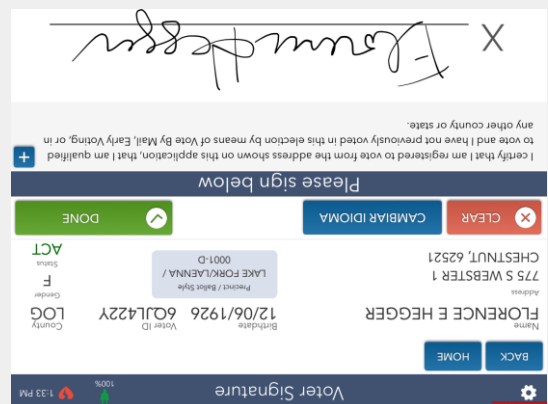 Voter Signature
100%
1:33 PM
BACK
HOME
Name
FLORENCE E HEGGER
Birthdate
12/06/1926
Voter ID
6QJL422Y
County
LOG
Address
775 S WEBSTER 1
CHESTNUT, 62521
Precinct / Ballot Style
LAKE FORK/LAENNA /
0001-D
Gender
F
Status
ACT
CLEAR
CAMBIAR IDIOMA
DONE
Please sign below
I certify that I am registered to vote from the address shown on this application, that I am qualified
to vote and I have not previously voted in this election by means of Vote By Mail, Early Voting, or in
any other county or state.
+
X